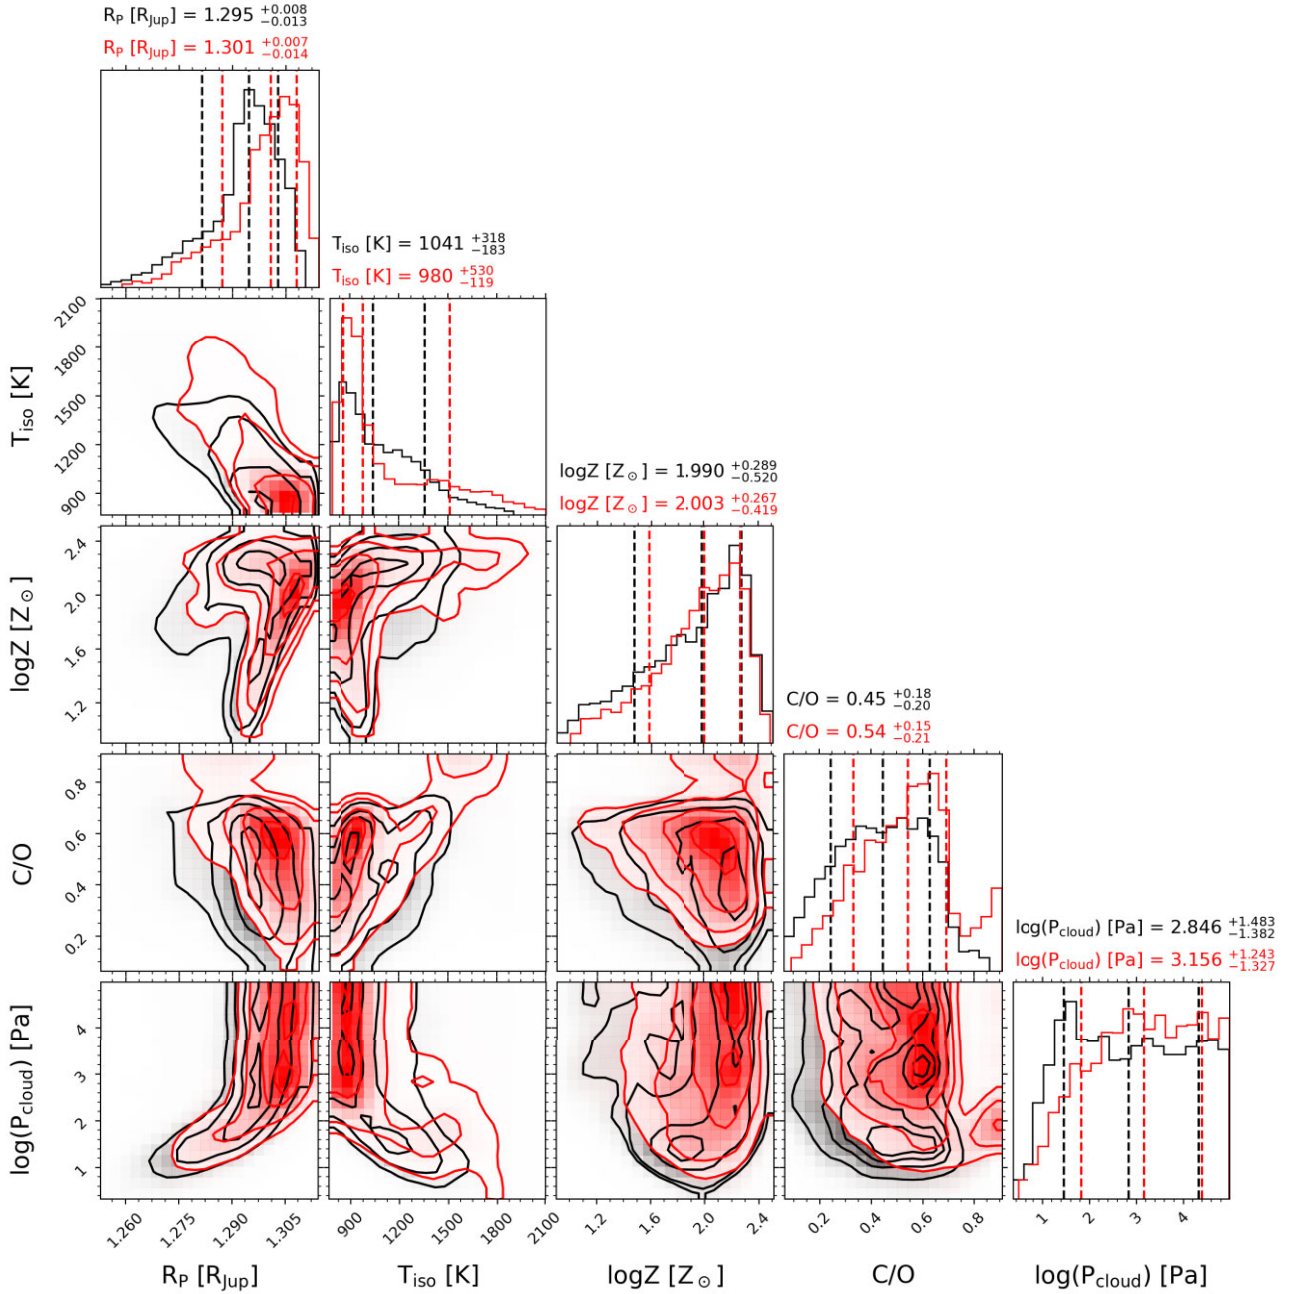 R_P [R_Jup] = 1.295 +0.008 −0.013
R_P [R_Jup] = 1.301 +0.007 −0.014
T_iso [K] = 1041 +318 −183
T_iso [K] = 980 +530 −119
logZ [Z_⊙] = 1.990 +0.289 −0.520
logZ [Z_⊙] = 2.003 +0.267 −0.419
C/O = 0.45 +0.18 −0.20
C/O = 0.54 +0.15 −0.21
log(P_cloud) [Pa] = 2.846 +1.483 −1.382
log(P_cloud) [Pa] = 3.156 +1.243 −1.327
T_iso [K]
2100
1800
1500
1200
900
logZ [Z_⊙]
2.4
2.0
1.6
1.2
C/O
0.8
0.6
0.4
0.2
log(P_cloud) [Pa]
4
3
2
1
1.260 1.275 1.290 1.305
900 1200 1500 1800 2100
1.2 1.6 2.0 2.4
0.2 0.4 0.6 0.8
1 2 3 4
R_P [R_Jup]
T_iso [K]
logZ [Z_⊙]
C/O
log(P_cloud) [Pa]